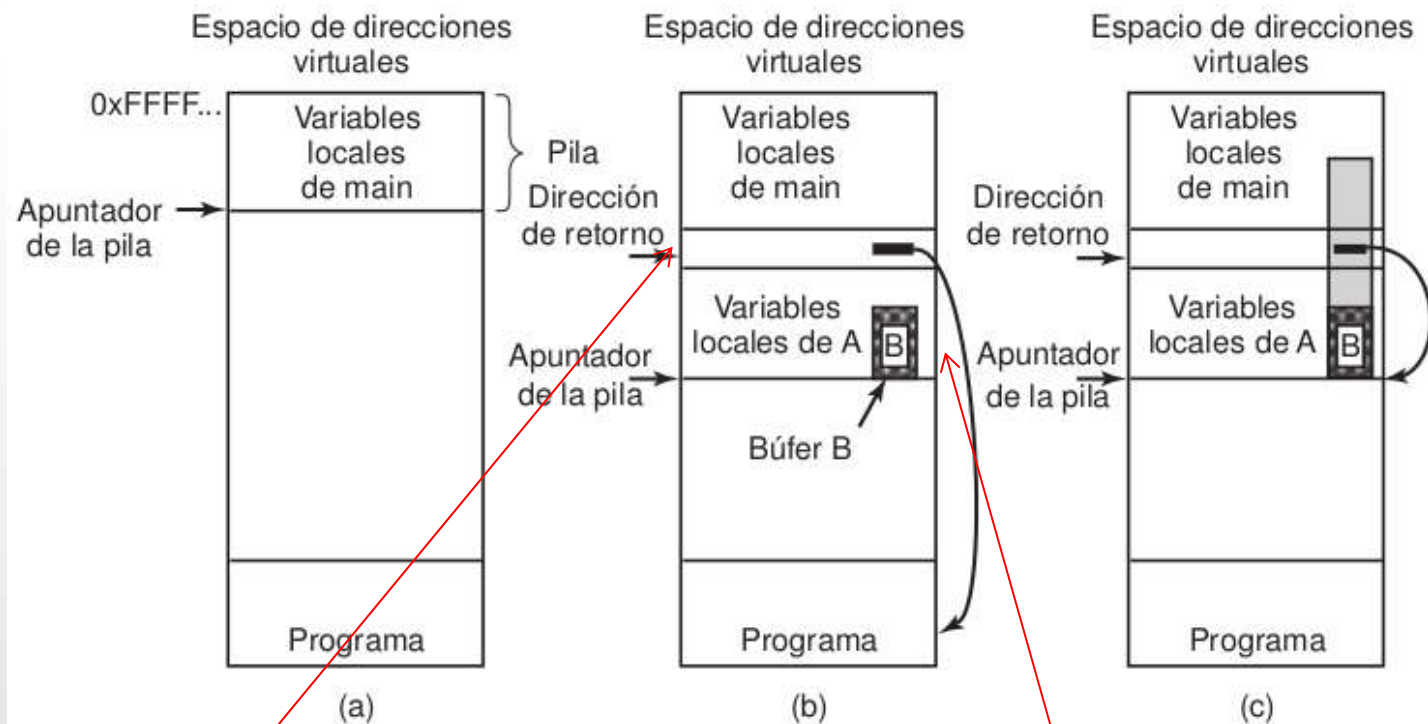 Espacio de direcciones
virtuales
0xFFFF...
Variables
locales
de main
Pila
Apuntador
de la pila
Programa
(a)
Espacio de direcciones
virtuales
Variables
locales
de main
Dirección
de retorno
Variables
locales de A
B
Apuntador
de la pila
Búfer B
Programa
(b)
Espacio de direcciones
virtuales
Variables
locales
de main
Dirección
de retorno
Variables
locales de A
B
Apuntador
de la pila
Programa
(c)